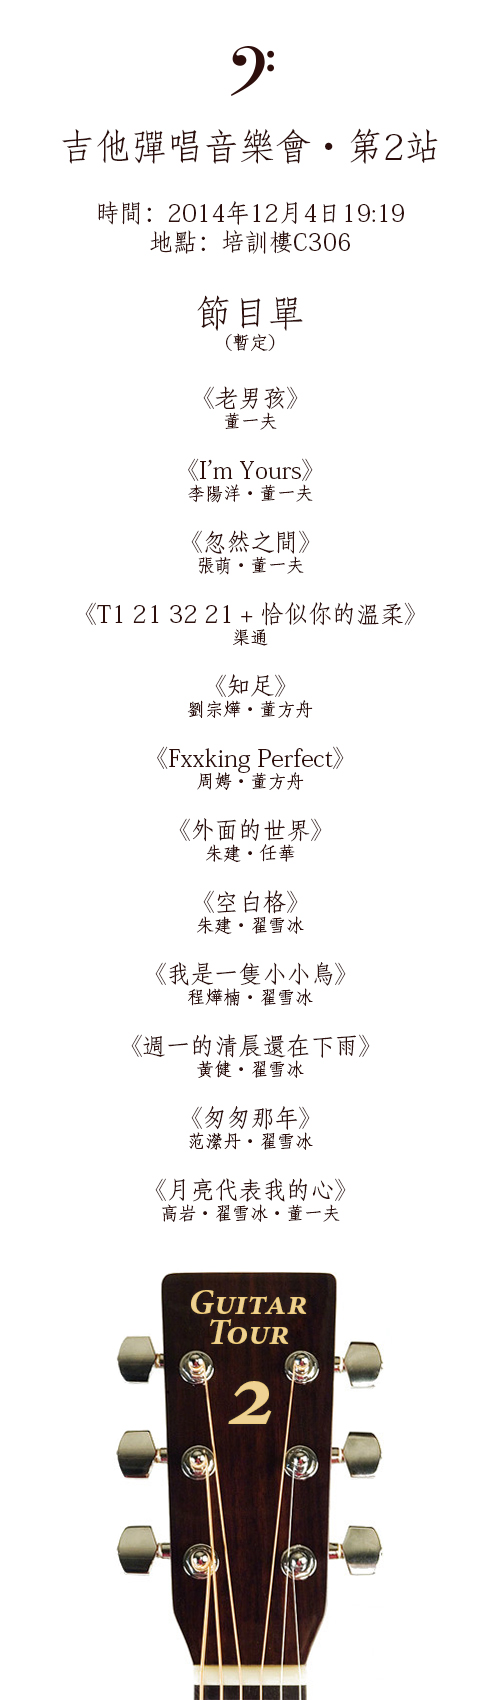 吉他彈唱音樂會・第2站
時間：2014年12月4日19:19
地點：培訓樓C306
節目單
（暫定）
《老男孩》
董一夫
《I'm Yours》
李陽洋・董一夫
《忽然之間》
張萌・董一夫
《T1 21 32 21 + 恰似你的溫柔》
渠通
《知足》
劉宗燁・董方舟
《Fxxking Perfect》
周娉・董方舟
《外面的世界》
朱建・任華
《空白格》
朱建・翟雪冰
《我是一隻小小鳥》
程燁楠・翟雪冰
《週一的清晨還在下雨》
黃健・翟雪冰
《匆匆那年》
范瀠丹・翟雪冰
《月亮代表我的心》
高岩・翟雪冰・董一夫
GUITAR
TOUR
2